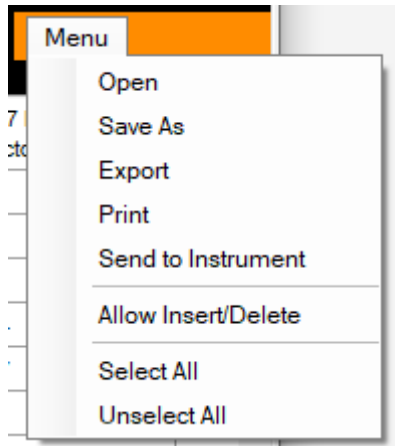 Menu
Open
Save As
Export
Print
Send to Instrument
Allow Insert/Delete
Select All
Unselect All